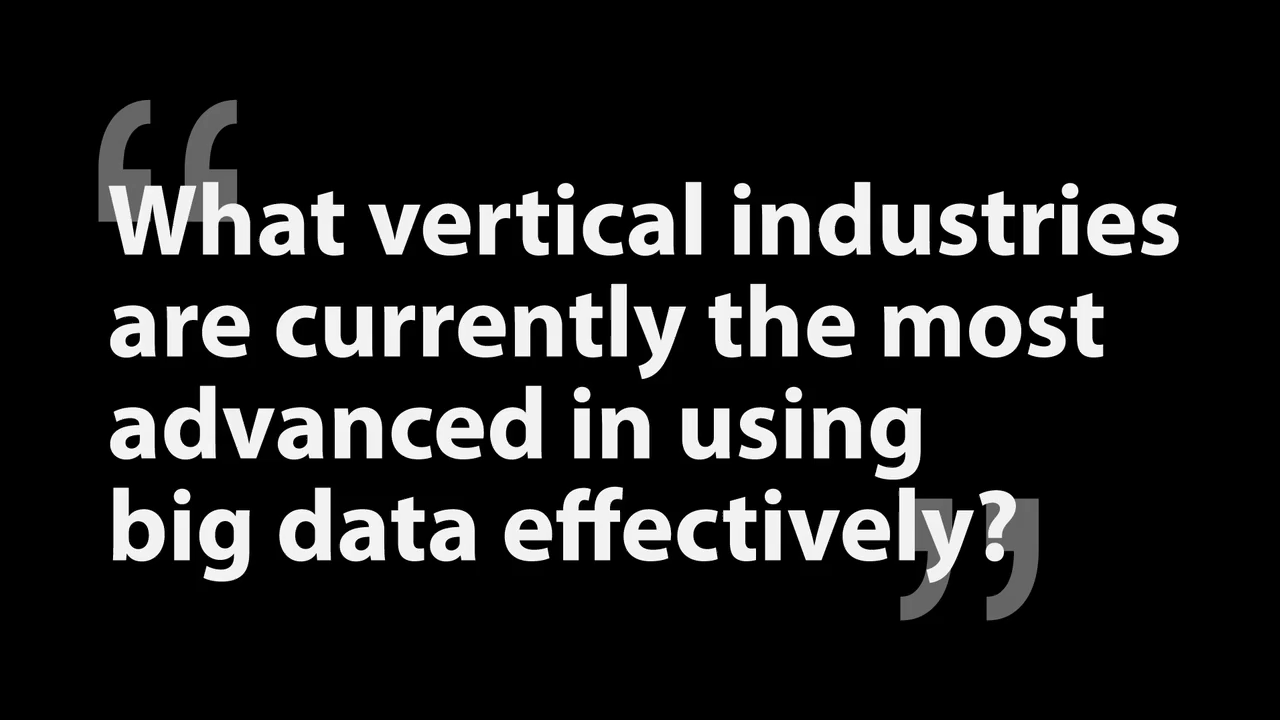 “What vertical industries
are currently the most
advanced in using
big data effectively?”